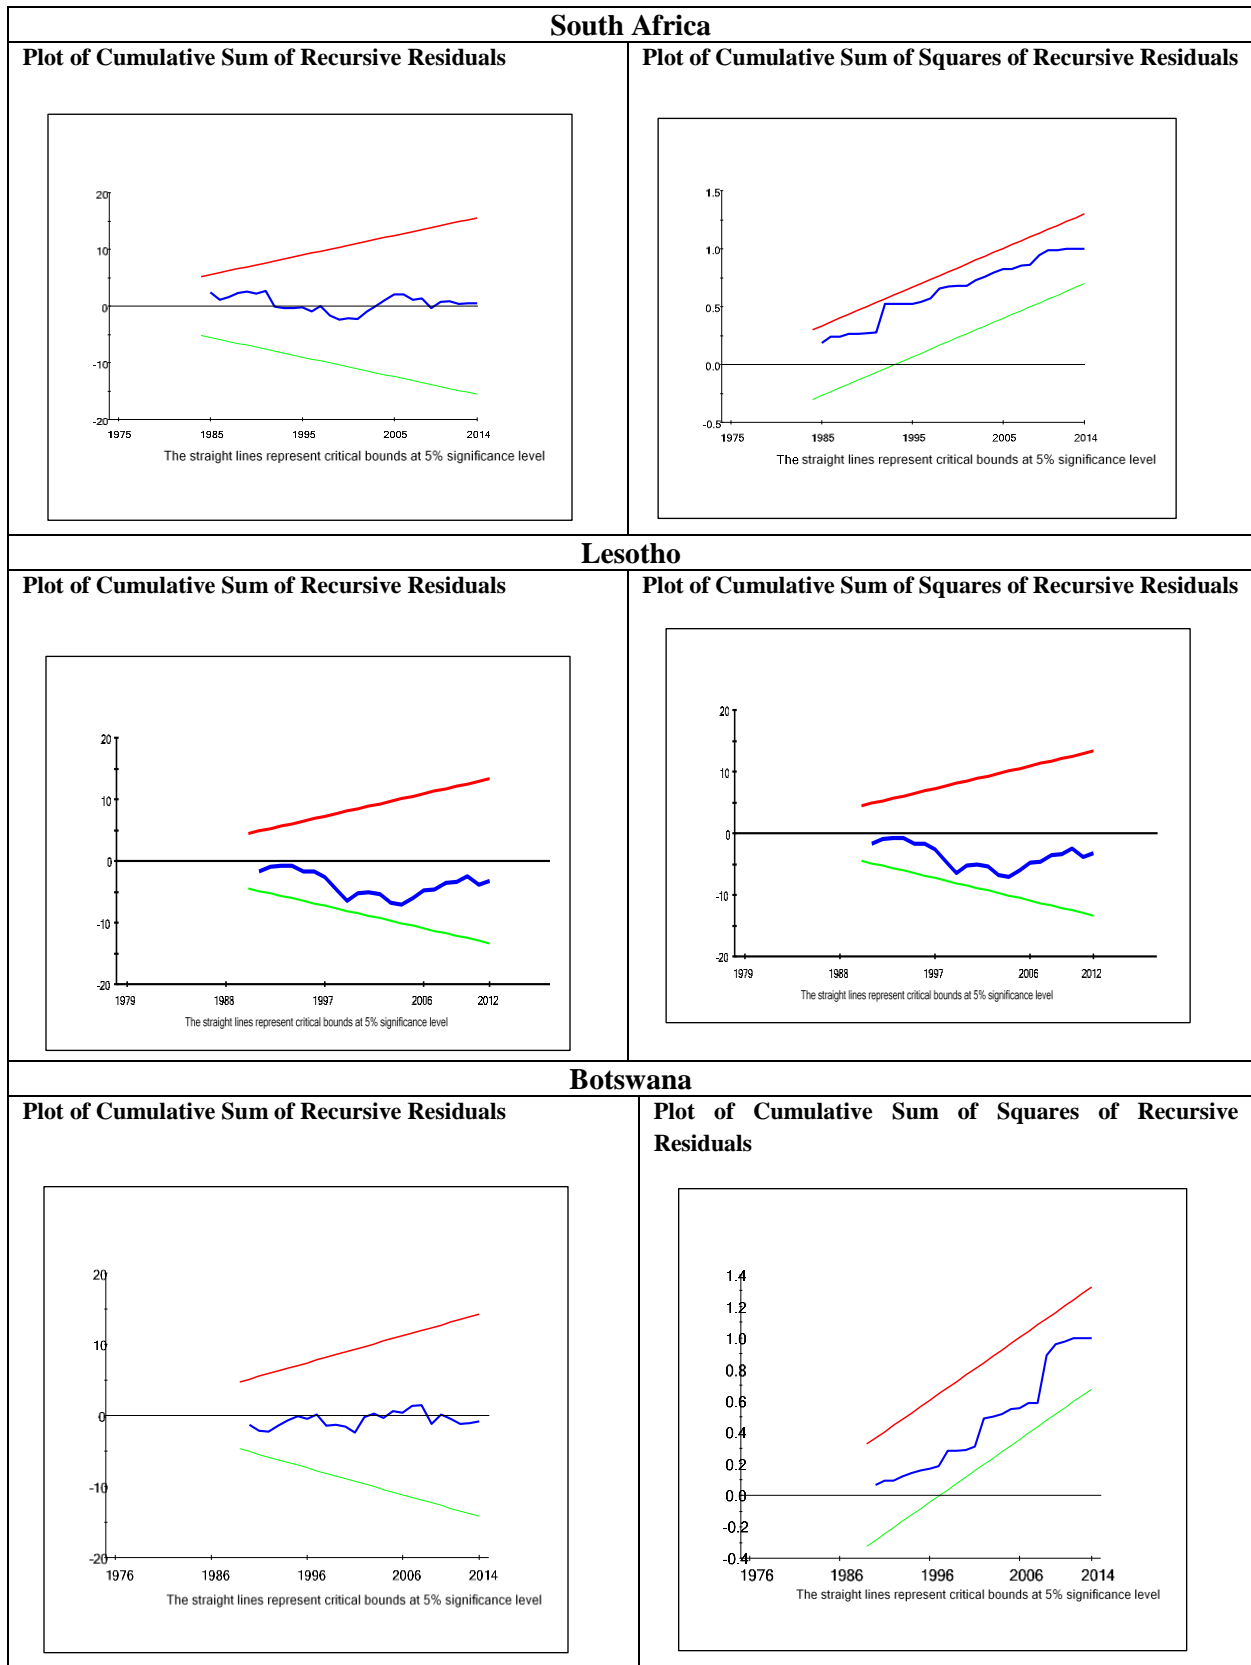 South Africa
Plot of Cumulative Sum of Recursive Residuals
20
10
0
-10
-20
1975 1985 1995 2005 2014
The straight lines represent critical bounds at 5% significance level
Plot of Cumulative Sum of Squares of Recursive Residuals
1.5
1.0
0.5
0.0
-0.5
1975 1985 1995 2005 2014
The straight lines represent critical bounds at 5% significance level
Lesotho
Plot of Cumulative Sum of Recursive Residuals
20
10
0
-10
-20
1979 1988 1997 2006 2012
The straight lines represent critical bounds at 5% significance level
Plot of Cumulative Sum of Squares of Recursive Residuals
20
10
0
-10
-20
1979 1988 1997 2006 2012
The straight lines represent critical bounds at 5% significance level
Botswana
Plot of Cumulative Sum of Recursive Residuals
20
10
0
-10
-20
1976 1986 1996 2006 2014
The straight lines represent critical bounds at 5% significance level
Plot of Cumulative Sum of Squares of Recursive
Residuals
1.4
1.2
1.0
0.8
0.6
0.4
0.2
0.0
-0.2
-0.4
1976 1986 1996 2006 2014
The straight lines represent critical bounds at 5% significance level